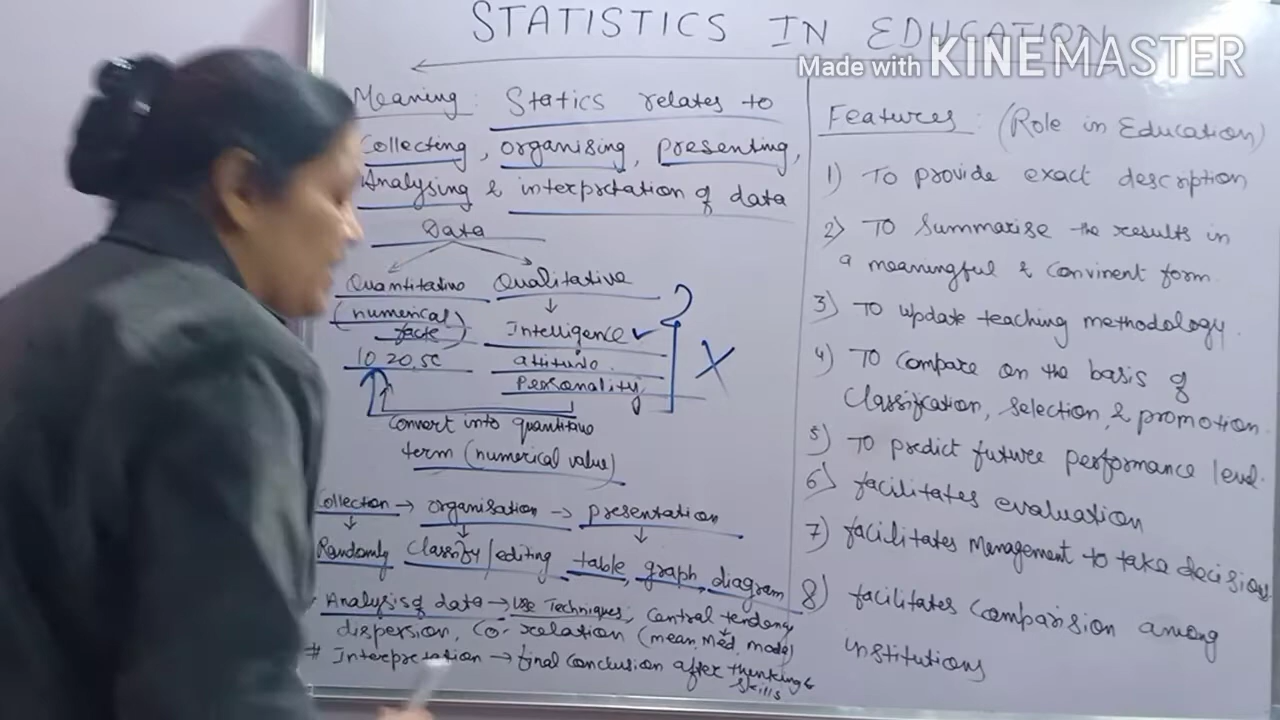 STATISTICS IN EDUCATION
Made with KINEMASTER
Meaning: Statics relates to
Collecting, organising, presenting,
Analysing & interpretation of data
Data
Quantitative Qualitative
(numerical Intelligence ✓
facts) attitude
10 20, 50 Personality X
Convert into quantitive
term (numerical value)
Collection → organisation → presentation
Randomly Classify/editing table, graph, diagram
Analysis of data → Use Techniques, Central tendency
dispersion, Co-relation (mean, med, mode)
# Interpretation → final conclusion after thinking
skills
Features: (Role in Education)
1) To provide exact description
2) To Summarise the results in
a meaningful & convinent form.
3) To update teaching methodology.
4) To compare on the basis of
Classification, selection, & promotion.
5) To predict future performance level.
6) facilitates evaluation
7) facilitates Management to take decisions
8) facilitates comparision among
institutions